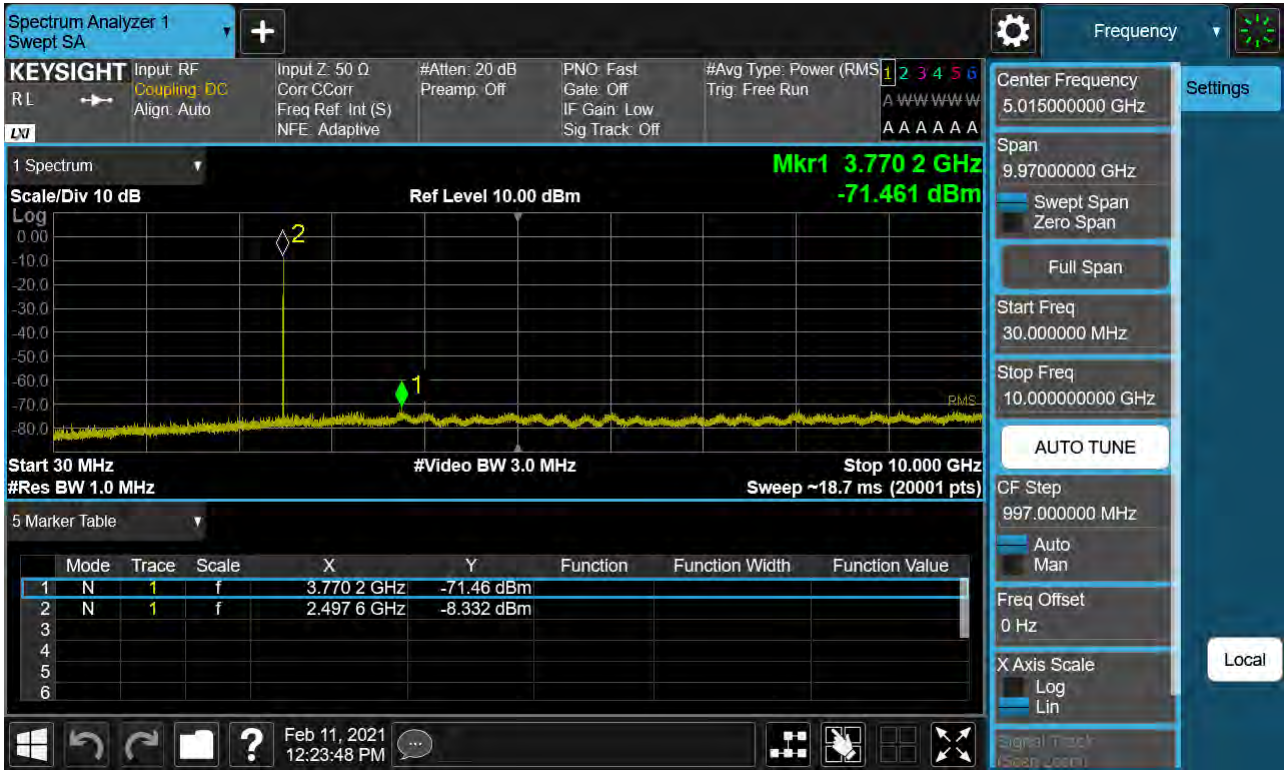 Spectrum Analyzer 1
Swept SA
+
Frequency
KEYSIGHT
RL
LXI
Input: RF
Coupling: DC
Align: Auto
Input Z: 50 Ω
Corr CCorr
Freq Ref: Int (S)
NFE: Adaptive
#Atten: 20 dB
Preamp: Off
PNO: Fast
Gate: Off
IF Gain: Low
Sig Track: Off
#Avg Type: Power (RMS
Trig: Free Run
1 2 3 4 5 6
A W W W W W
A A A A A A
1 Spectrum
Mkr1 3.770 2 GHz
Scale/Div 10 dB
Ref Level 10.00 dBm
-71.461 dBm
Log
0.00
-10.0
-20.0
-30.0
-40.0
-50.0
-60.0
-70.0
-80.0
2
1
RMS
Start 30 MHz
#Video BW 3.0 MHz
Stop 10.000 GHz
#Res BW 1.0 MHz
Sweep ~18.7 ms (20001 pts)
5 Marker Table
Mode Trace Scale X Y Function Function Width Function Value
1 N 1 f 3.770 2 GHz -71.46 dBm
2 N 1 f 2.497 6 GHz -8.332 dBm
3
4
5
6
Feb 11, 2021
12:23:48 PM
Center Frequency
5.015000000 GHz
Settings
Span
9.97000000 GHz
Swept Span
Zero Span
Full Span
Start Freq
30.000000 MHz
Stop Freq
10.000000000 GHz
AUTO TUNE
CF Step
997.000000 MHz
Auto
Man
Freq Offset
0 Hz
X Axis Scale
Log
Lin
Local
Signal Track
(Span Zoom)